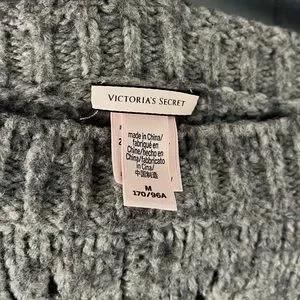 VICTORIA'S SECRET
made in China/
fabriqué en
Chine/hecho en
China/fabbricato
in Cina/
中国制造
M
170/96A